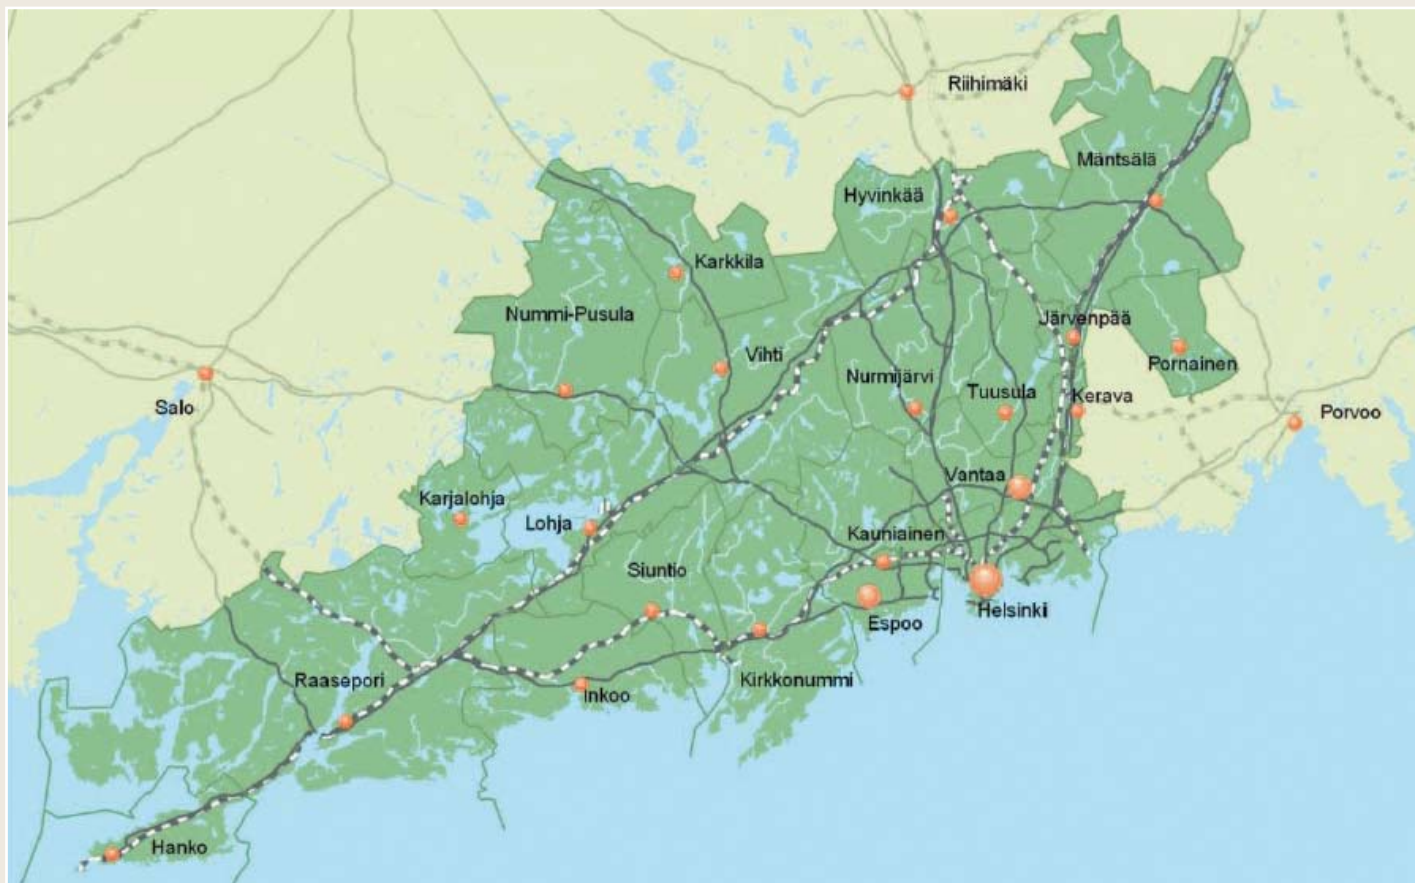 Riihimäki
Mäntsälä
Hyvinkää
Karkkila
Nummi-Pusula
Järvenpää
Vihti
Pornainen
Nurmijärvi
Tuusula
Kerava
Salo
Porvoo
Vantaa
Karjalohja
Lohja
Kauniainen
Siuntio
Helsinki
Espoo
Raasepori
Kirkkonummi
Inkoo
Hanko